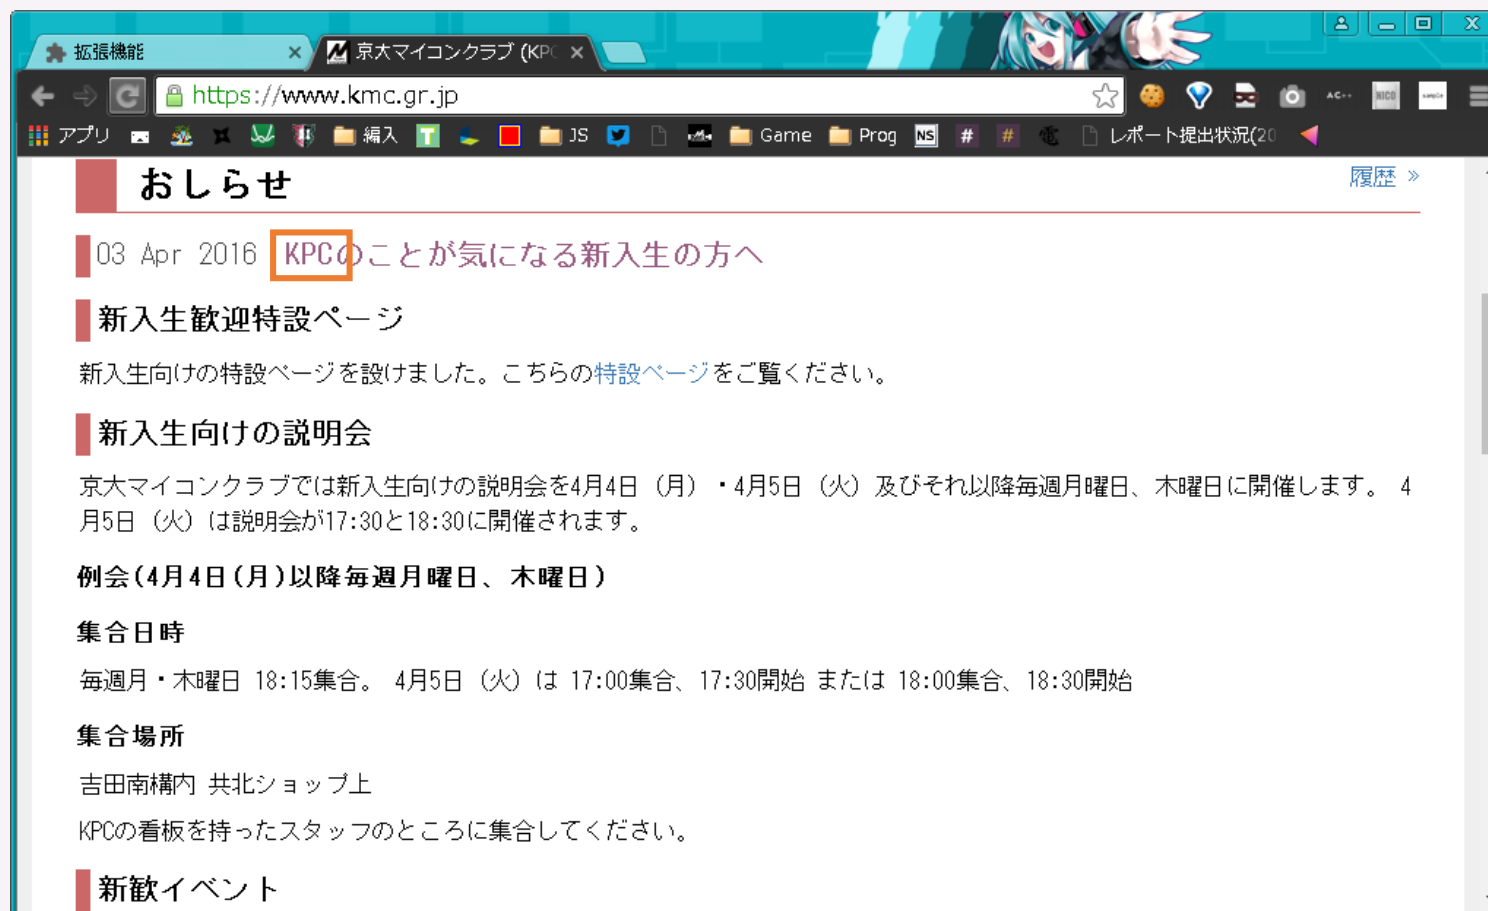 拡張機能
京大マイコンクラブ (KPC
https://www.kmc.gr.jp
AC++
NICO
sample
アプリ
編入
T
JS
Game
Prog
NS
#
#
電
レポート提出状況(20
おしらせ
履歴 »
03 Apr 2016 KPCのことが気になる新入生の方へ
新入生歓迎特設ページ
新入生向けの特設ページを設けました。こちらの特設ページをご覧ください。
新入生向けの説明会
京大マイコンクラブでは新入生向けの説明会を4月4日（月）・4月5日（火）及びそれ以降毎週月曜日、木曜日に開催します。 4
月5日（火）は説明会が17:30と18:30に開催されます。
例会(4月4日(月)以降毎週月曜日、木曜日)
集合日時
毎週月・木曜日 18:15集合。 4月5日（火）は 17:00集合、17:30開始 または 18:00集合、18:30開始
集合場所
吉田南構内 共北ショップ上
KPCの看板を持ったスタッフのところに集合してください。
新歓イベント